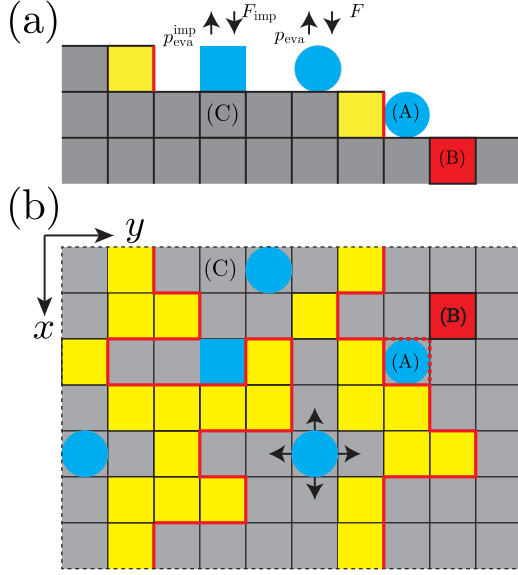 (a)
p_eva^imp F_imp p_eva F
(C) (A)
(B)
(b)
y
x
(C)
(B)
(A)